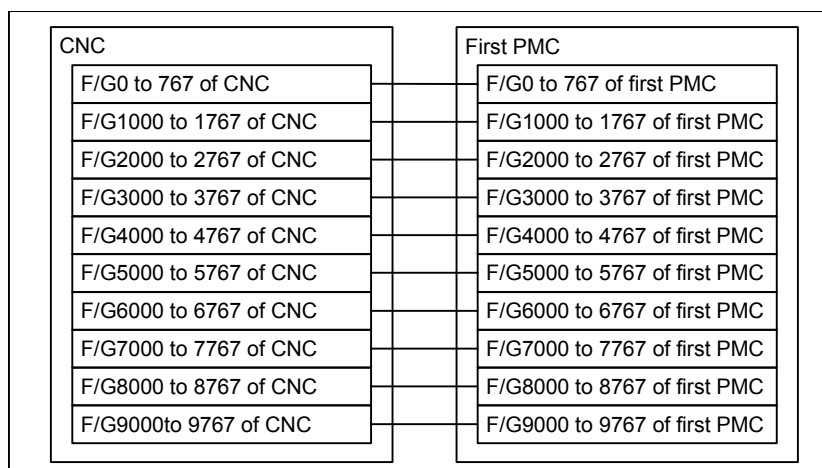 CNC
F/G0 to 767 of CNC
F/G1000 to 1767 of CNC
F/G2000 to 2767 of CNC
F/G3000 to 3767 of CNC
F/G4000 to 4767 of CNC
F/G5000 to 5767 of CNC
F/G6000 to 6767 of CNC
F/G7000 to 7767 of CNC
F/G8000 to 8767 of CNC
F/G9000to 9767 of CNC
First PMC
F/G0 to 767 of first PMC
F/G1000 to 1767 of first PMC
F/G2000 to 2767 of first PMC
F/G3000 to 3767 of first PMC
F/G4000 to 4767 of first PMC
F/G5000 to 5767 of first PMC
F/G6000 to 6767 of first PMC
F/G7000 to 7767 of first PMC
F/G8000 to 8767 of first PMC
F/G9000 to 9767 of first PMC